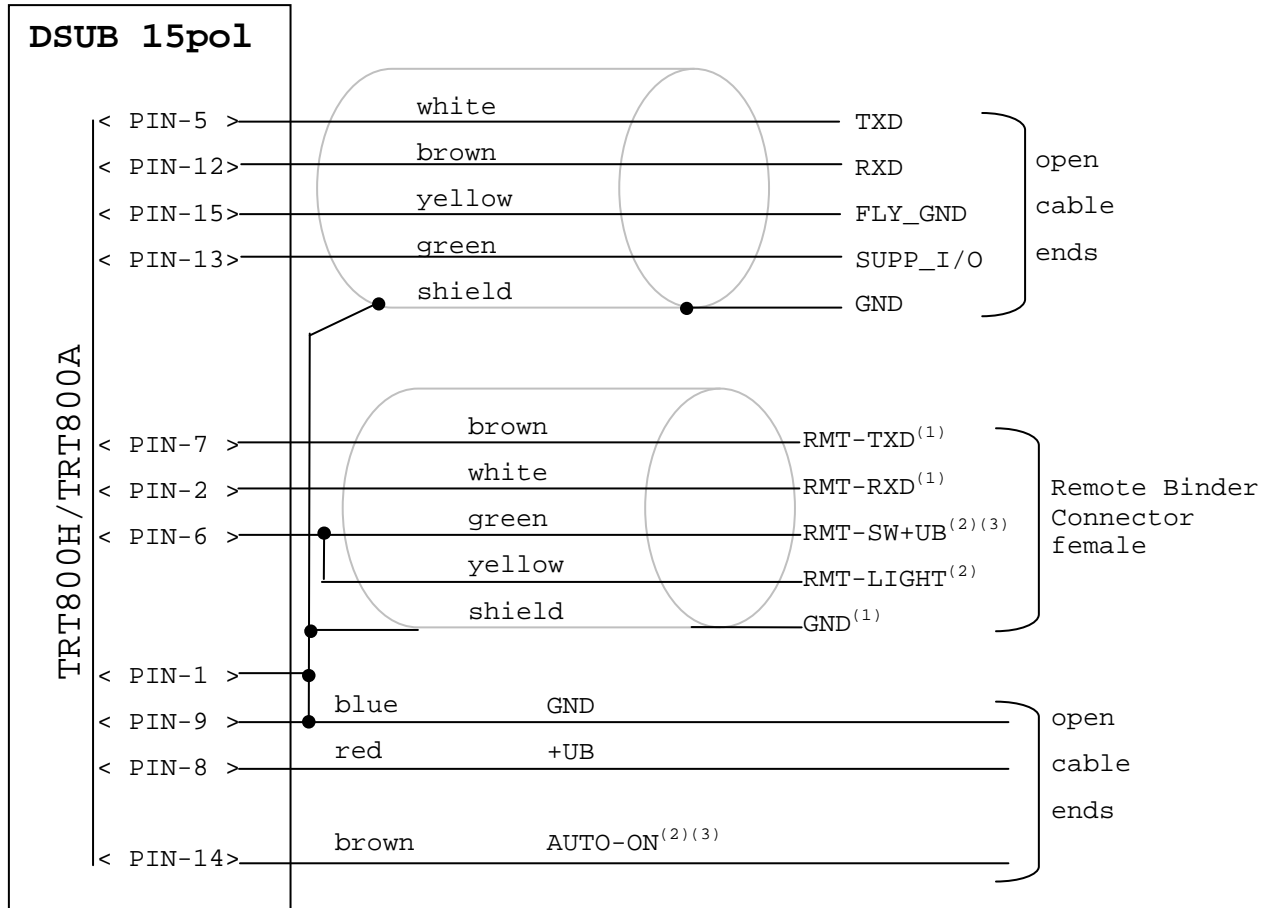 DSUB 15pol
TRT800H/TRT800A
< PIN-5 > white TXD
< PIN-12> brown RXD
< PIN-15> yellow FLY_GND
< PIN-13> green SUPP_I/O
shield GND
open
cable
ends
< PIN-7 > brown RMT-TXD(1)
< PIN-2 > white RMT-RXD(1)
< PIN-6 > green RMT-SW+UB(2)(3)
yellow RMT-LIGHT(2)
shield GND(1)
Remote Binder
Connector
female
< PIN-1 >
< PIN-9 > blue GND
< PIN-8 > red +UB
< PIN-14> brown AUTO-ON(2)(3)
open
cable
ends